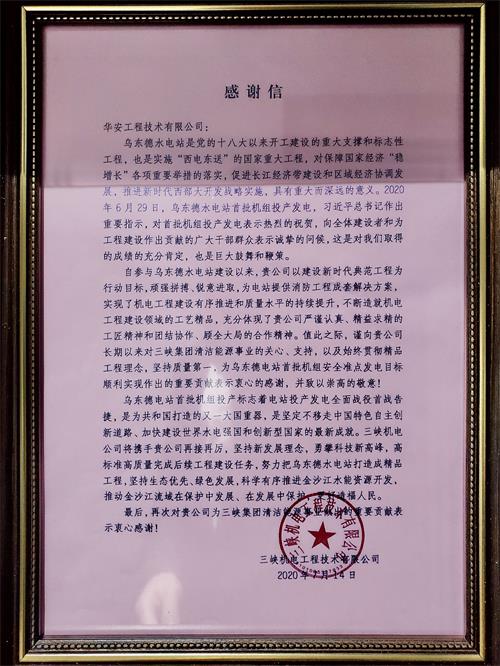 感谢信
华安工程技术有限公司：
乌东德水电站是党的十八大以来开工建设的重大支撑和标志性
工程，也是实施“西电东送”的国家重大工程，对保障国家经济“稳
增长”各项重要举措的落实，促进长江经济带建设和区域经济协调发
展，推进新时代西部大开发战略实施，具有重大而深远的意义。2020
年6月29日，乌东德水电站首批机组投产发电，习近平总书记作出
重要指示，对首批机组投产发电表示热烈的祝贺，向全体建设者和为
工程建设作出贡献的广大干部群众表示诚挚的问候，这是对我们取得
的成绩的充分肯定，也是巨大鼓舞和鞭策。
自参与乌东德水电站建设以来，贵公司以建设新时代典范工程为
行动目标，顽强拼搏、锐意进取，为电站提供消防工程成套解决方案，
实现了机电工程建设有序推进和质量水平的持续提升，不断造就机电
工程建设领域的工艺精品，充分体现了贵公司严谨认真、精益求精的
工匠精神和团结协作、顾全大局的合作精神。值此之际，谨向贵公司
长期以来对三峡集团清洁能源事业的关心、支持，以及始终贯彻精品
工程理念，坚持质量第一，为乌东德电站首批机组安全准点发电目标
顺利实现作出的重要贡献表示衷心的感谢，并致以崇高的敬意！
乌东德电站首批机组投产标志着电站投产发电全面战役首战告
捷，是为共和国打造的又一大国重器，是坚定不移走中国特色自主创
新道路、加快建设世界水电强国和创新型国家的最新成就。三峡机电
公司将携手贵公司再接再厉，坚持新发展理念，勇攀科技新高峰，高
标准高质量完成后续工程建设任务，努力把乌东德水电站打造成精品
工程，坚持生态优先、绿色发展，科学有序推进金沙江水能资源开发，
推动金沙江流域在保护中发展、在发展中保护，更好造福人民。
最后，再次对贵公司为三峡集团清洁能源事业做出的重要贡献表
示衷心感谢！
三峡机电工程技术有限公司
2020年7月14日
三峡机电工程技术有限公司